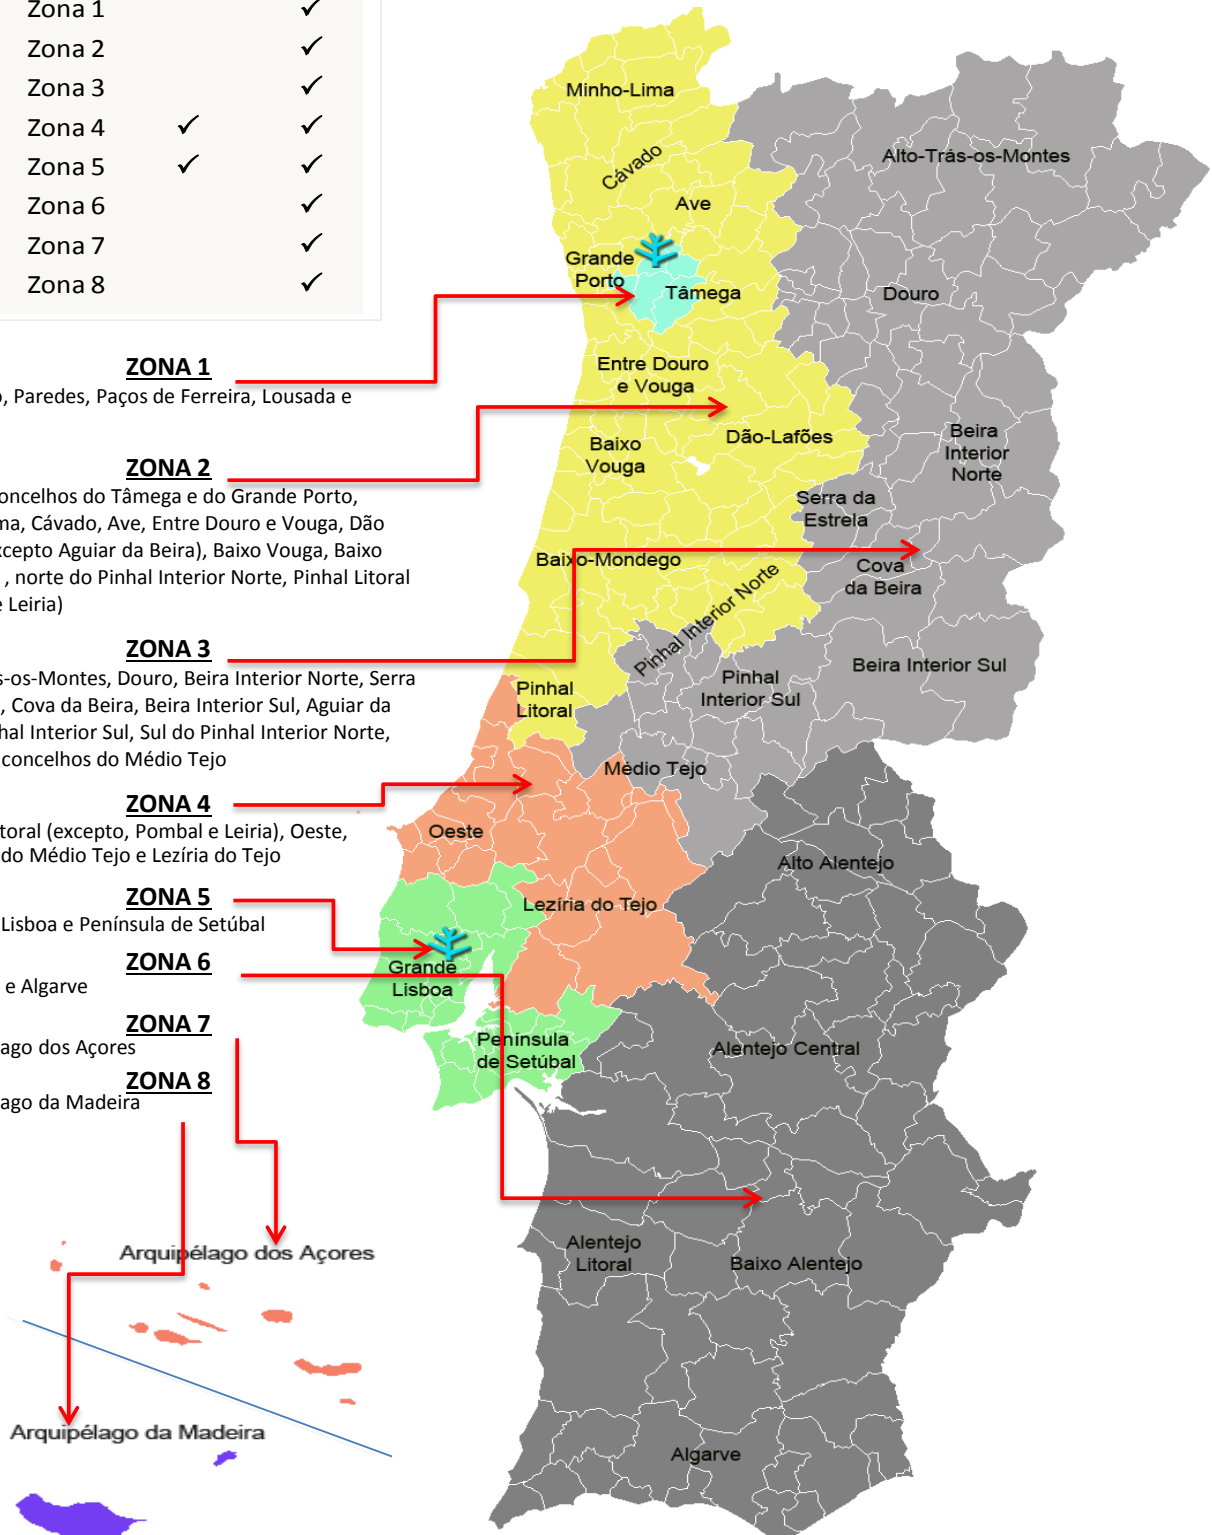 Zona 1 ✓
Zona 2 ✓
Zona 3 ✓
Zona 4 ✓ ✓
Zona 5 ✓ ✓
Zona 6 ✓
Zona 7 ✓
Zona 8 ✓
ZONA 1
, Paredes, Paços de Ferreira, Lousada e
ZONA 2
concelhos do Tâmega e do Grande Porto,
Cávado, Ave, Entre Douro e Vouga, Dão
excepto Aguiar da Beira), Baixo Vouga, Baixo
, norte do Pinhal Interior Norte, Pinhal Litoral
e Leiria)
ZONA 3
s-os-Montes, Douro, Beira Interior Norte, Serra
, Cova da Beira, Beira Interior Sul, Aguiar da
hal Interior Sul, Sul do Pinhal Interior Norte,
concelhos do Médio Tejo
ZONA 4
toral (excepto, Pombal e Leiria), Oeste,
do Médio Tejo e Lezíria do Tejo
ZONA 5
Lisboa e Península de Setúbal
ZONA 6
e Algarve
ZONA 7
ago dos Açores
ZONA 8
ago da Madeira
Minho-Lima
Alto-Trás-os-Montes
Cávado
Ave
Grande
Porto
Tâmega
Douro
Entre Douro
e Vouga
Dão-Lafões
Baixo
Vouga
Beira
Interior
Norte
Serra da
Estrela
Baixo-Mondego
Cova
da Beira
Pinhal Interior Norte
Beira Interior Sul
Pinhal
Interior Sul
Pinhal
Litoral
Médio Tejo
Oeste
Alto Alentejo
Lezíria do Tejo
Grande
Lisboa
Península
de Setúbal
Alentejo Central
Alentejo
Litoral
Baixo Alentejo
Algarve
Arquipélago dos Açores
Arquipélago da Madeira